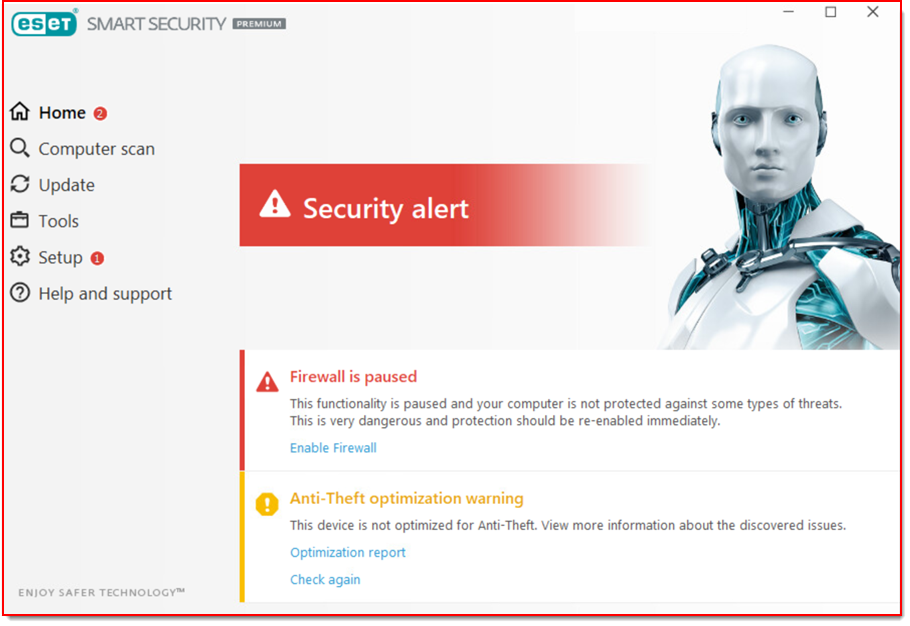 eset® SMART SECURITY PREMIUM
Home 2
Computer scan
Update
Tools
Setup 1
Help and support
Security alert
Firewall is paused
This functionality is paused and your computer is not protected against some types of threats.
This is very dangerous and protection should be re-enabled immediately.
Enable Firewall
Anti-Theft optimization warning
This device is not optimized for Anti-Theft. View more information about the discovered issues.
Optimization report
Check again
ENJOY SAFER TECHNOLOGY™